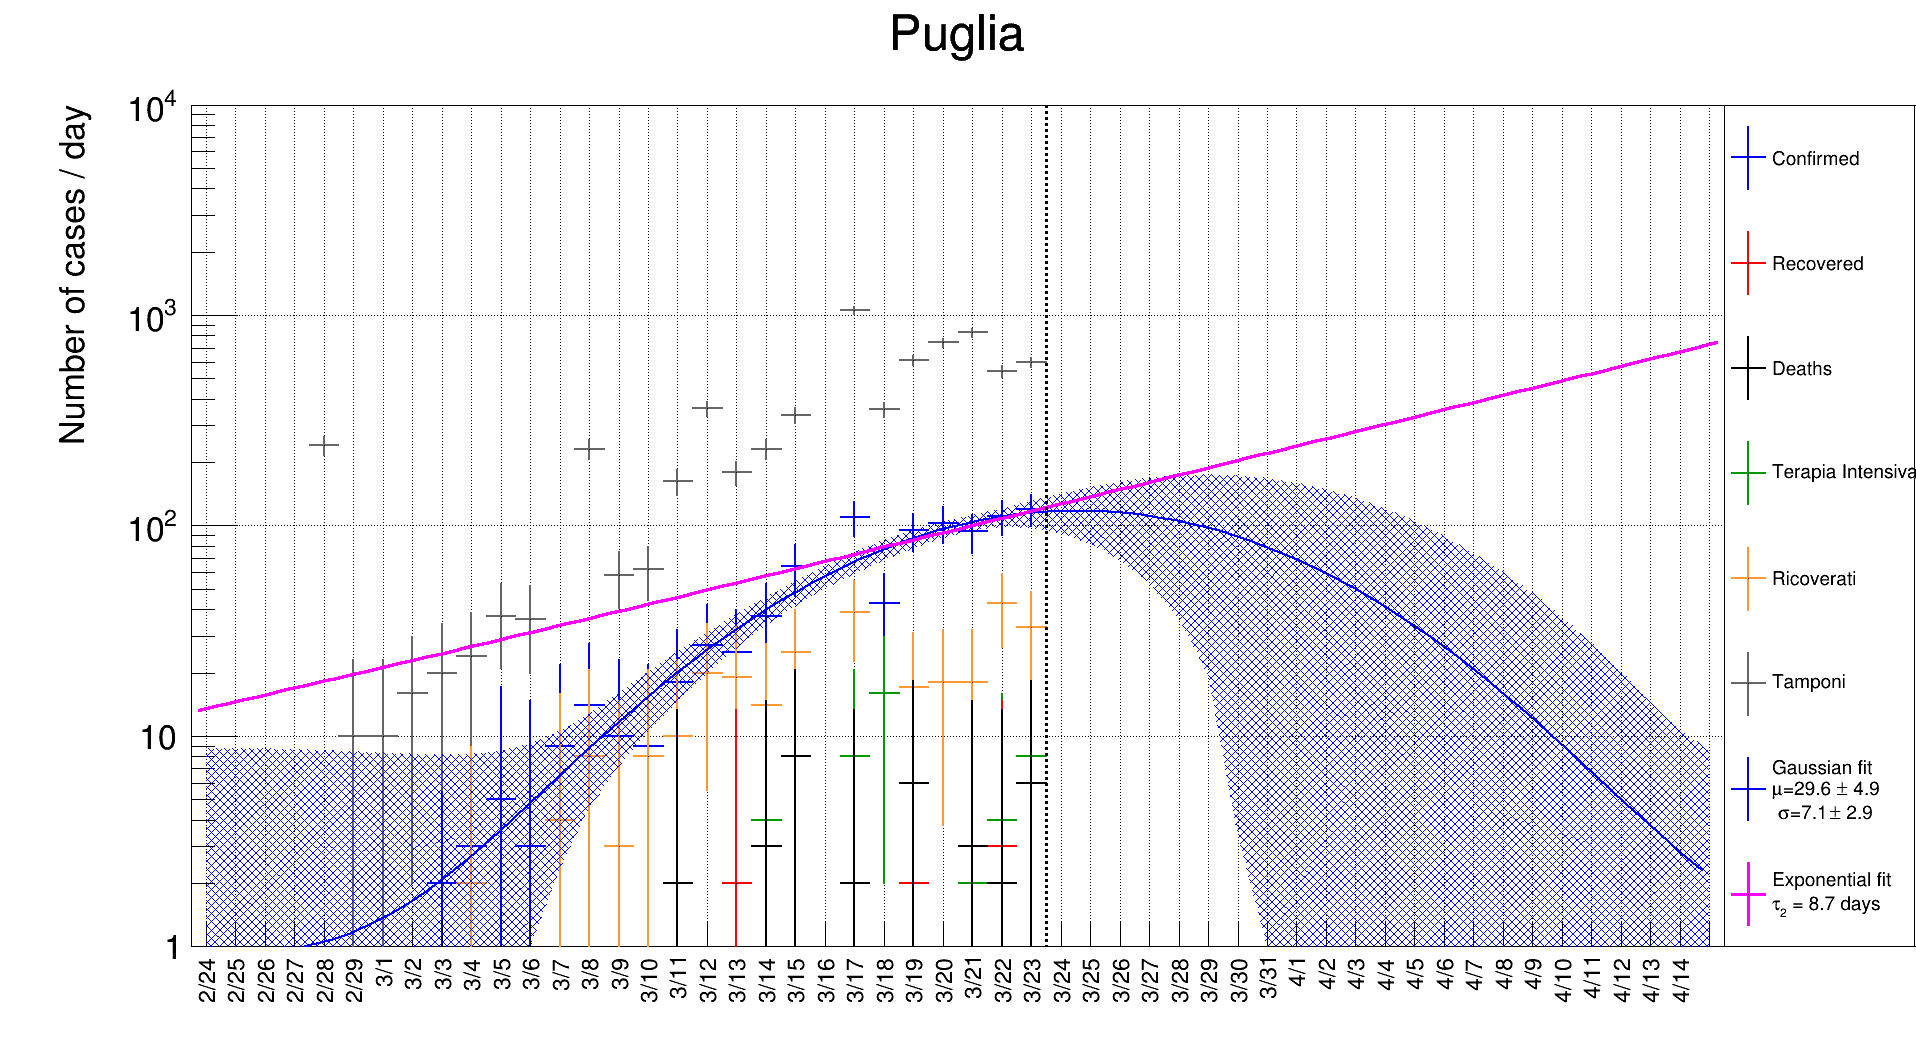 Puglia
Number of cases / day
10⁴
10³
10²
10
1
2/24 2/25 2/26 2/27 2/28 2/29 3/1 3/2 3/3 3/4 3/5 3/6 3/7 3/8 3/9 3/10 3/11 3/12 3/13 3/14 3/15 3/16 3/17 3/18 3/19 3/20 3/21 3/22 3/23 3/24 3/25 3/26 3/27 3/28 3/29 3/30 3/31 4/1 4/2 4/3 4/4 4/5 4/6 4/7 4/8 4/9 4/10 4/11 4/12 4/13 4/14
Confirmed
Recovered
Deaths
Terapia Intensiva
Ricoverati
Tamponi
Gaussian fit
μ=29.6 ± 4.9
σ=7.1± 2.9
Exponential fit
τ₂ = 8.7 days